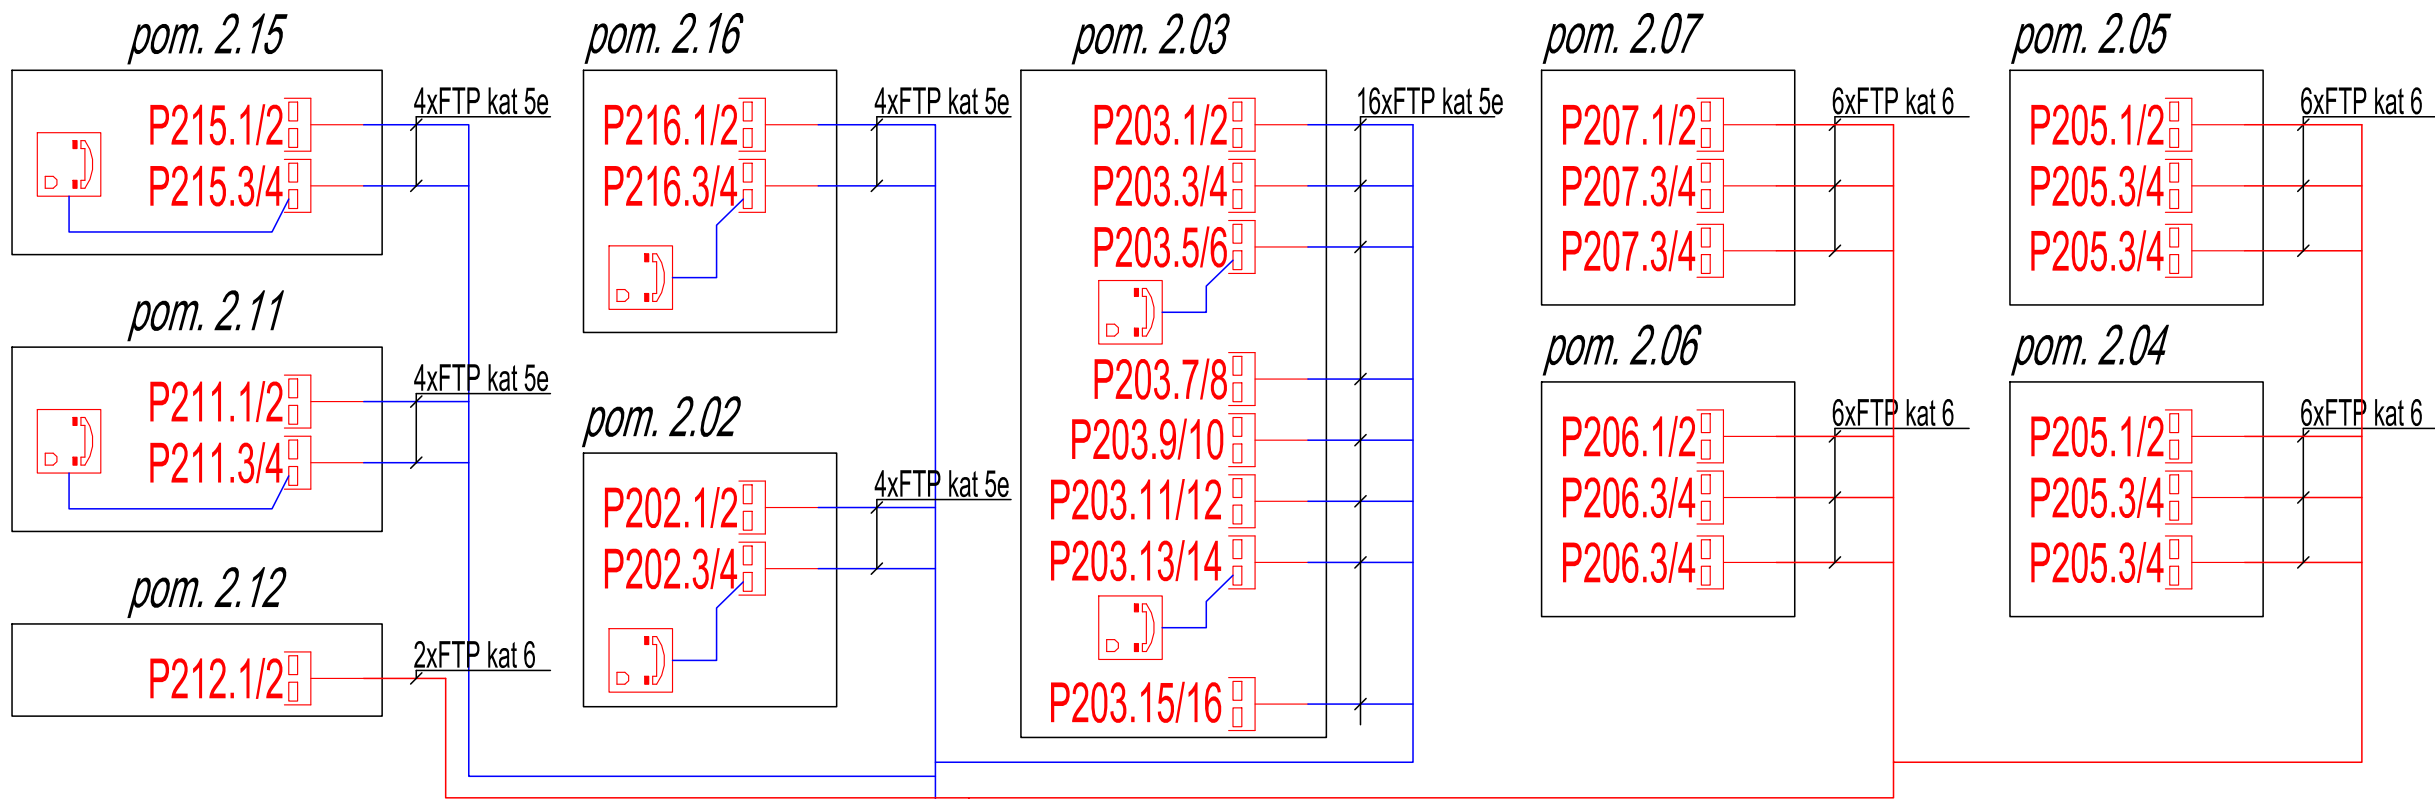 pom. 2.15
4xFTP kat 5e
P215.1/2
P215.3/4
pom. 2.11
4xFTP kat 5e
P211.1/2
P211.3/4
pom. 2.12
2xFTP kat 6
P212.1/2
pom. 2.16
4xFTP kat 5e
P216.1/2
P216.3/4
pom. 2.02
4xFTP kat 5e
P202.1/2
P202.3/4
pom. 2.03
16xFTP kat 5e
P203.1/2
P203.3/4
P203.5/6
P203.7/8
P203.9/10
P203.11/12
P203.13/14
P203.15/16
pom. 2.07
6xFTP kat 6
P207.1/2
P207.3/4
P207.3/4
pom. 2.06
6xFTP kat 6
P206.1/2
P206.3/4
P206.3/4
pom. 2.05
6xFTP kat 6
P205.1/2
P205.3/4
P205.3/4
pom. 2.04
6xFTP kat 6
P205.1/2
P205.3/4
P205.3/4